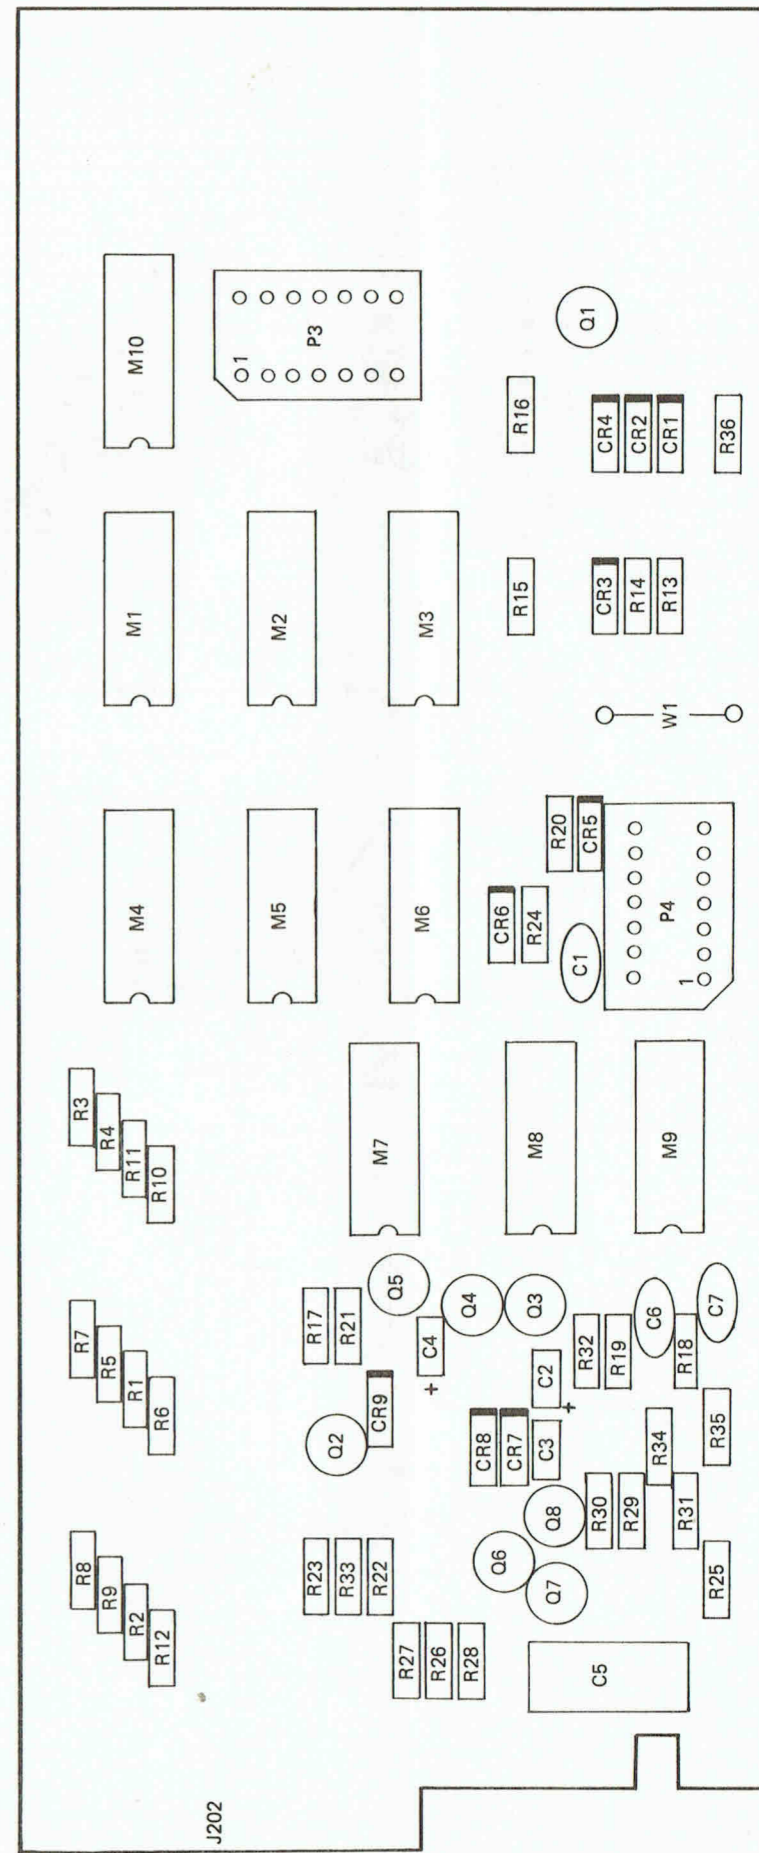 M10
P3
1
Q1
R16
CR4
CR2
CR1
R36
M1
M2
M3
R15
CR3
R14
R13
W1
M4
M5
M6
R20
CR5
CR6
R24
C1
P4
1
R3
R4
R11
R10
M7
M8
M9
R7
R5
R1
R6
R17
R21
Q5
Q4
Q3
C4
+
C6
C7
R32
R19
R18
C2
+
CR9
Q2
CR8
CR7
C3
R34
R35
R8
R9
R2
R12
R23
R33
R22
Q6
Q8
Q7
R30
R29
R31
R25
R27
R26
R28
C5
J202